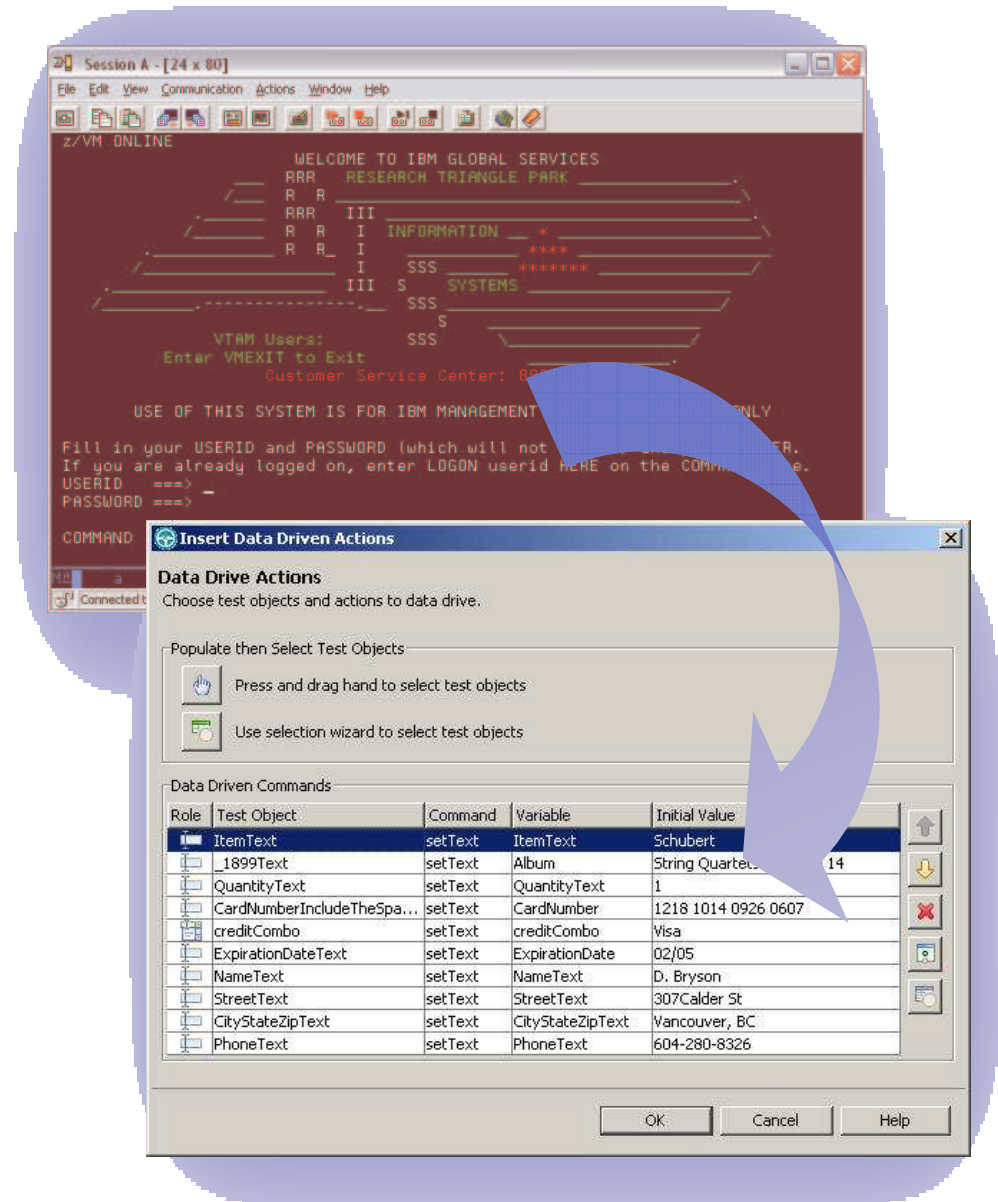 Session A - [24 x 80]
File Edit View Communication Actions Window Help
z/VM ONLINE
WELCOME TO IBM GLOBAL SERVICES
RRR RESEARCH TRIANGLE PARK
R R
RRR III
R R I INFORMATION *
R R_ I ****
I SSS *******
III S SYSTEMS
SSS
S
VTAM Users: SSS
Enter VMEXIT to Exit
Customer Service Center:
USE OF THIS SYSTEM IS FOR IBM MANAGEMENT ONLY
Fill in your USERID and PASSWORD (which will not
If you are already logged on, enter LOGON userid HERE on the
USERID ===> _
PASSWORD ===>
COMMAND
a
Connected t
Insert Data Driven Actions
Data Drive Actions
Choose test objects and actions to data drive.
Populate then Select Test Objects
Press and drag hand to select test objects
Use selection wizard to select test objects
Data Driven Commands
Role Test Object Command Variable Initial Value
ItemText setText ItemText Schubert
_1899Text setText Album String Quartets 14
QuantityText setText QuantityText 1
CardNumberIncludeTheSpa... setText CardNumber 1218 1014 0926 0607
creditCombo setText creditCombo Visa
ExpirationDateText setText ExpirationDate 02/05
NameText setText NameText D. Bryson
StreetText setText StreetText 307Calder St
CityStateZipText setText CityStateZipText Vancouver, BC
PhoneText setText PhoneText 604-280-8326
OK Cancel Help